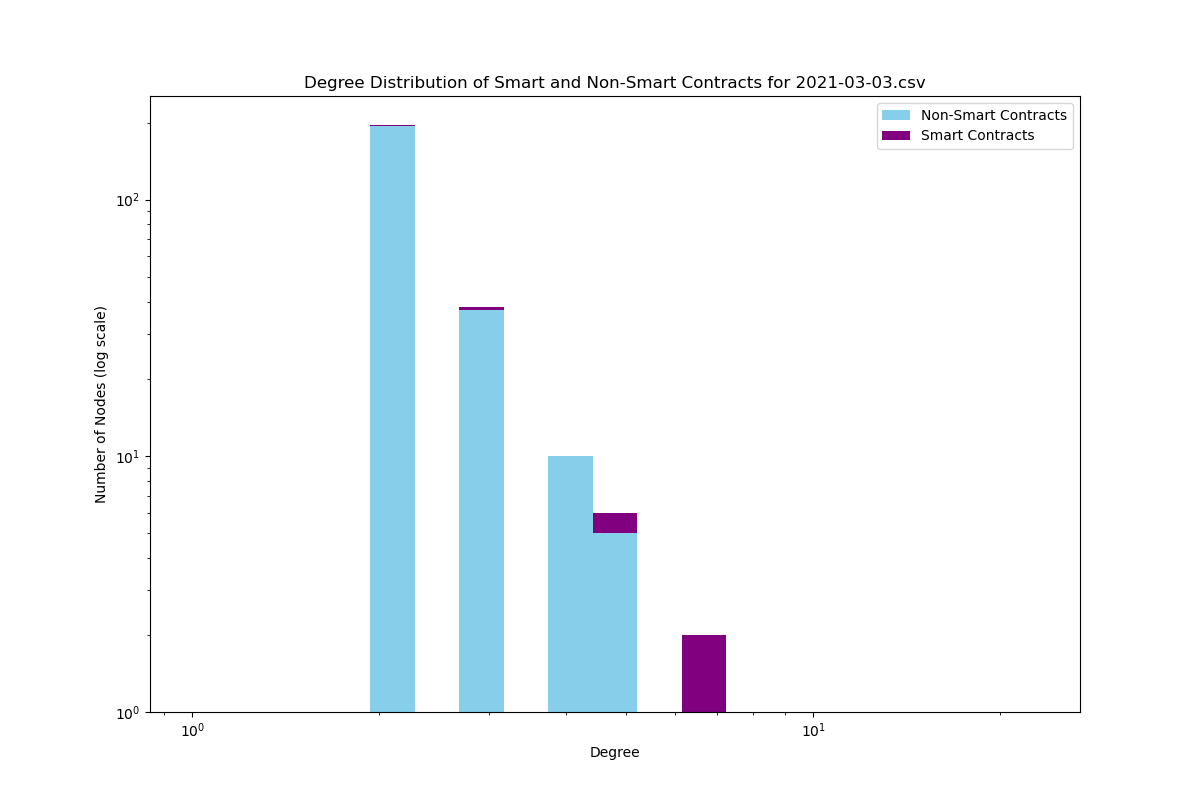 Degree Distribution of Smart and Non-Smart Contracts for 2021-03-03.csv
Non-Smart Contracts
Smart Contracts
Number of Nodes (log scale)
10²
10¹
10⁰
10⁰ 10¹
Degree